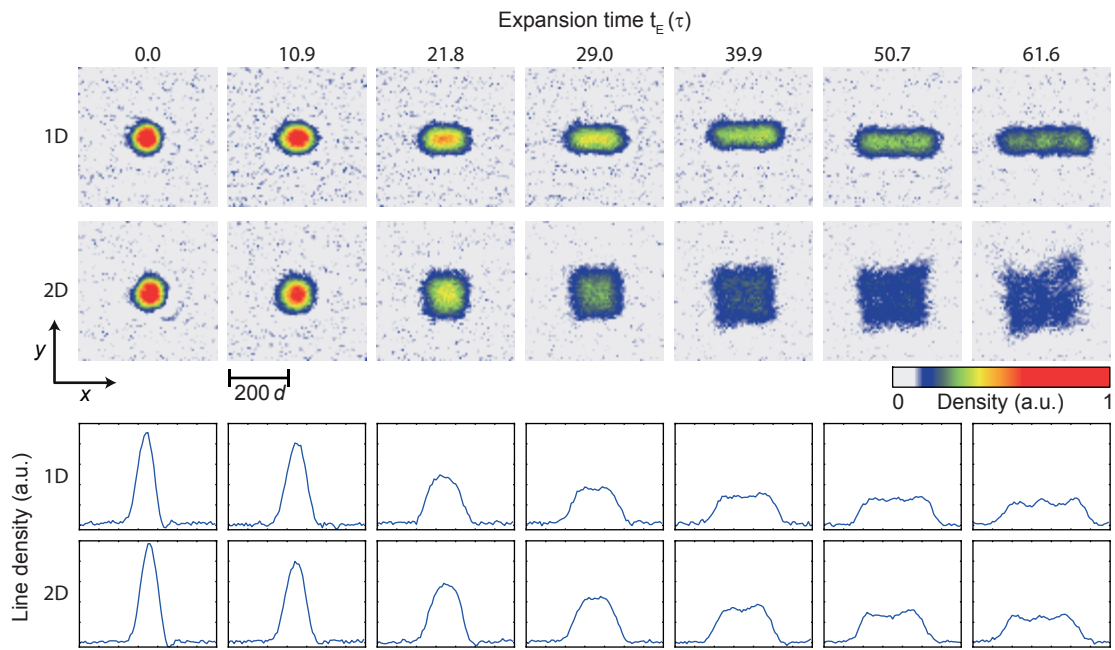 Expansion time t_E (τ)
0.0 10.9 21.8 29.0 39.9 50.7 61.6
1D
2D
y
x
200 d
0 Density (a.u.) 1
1D
2D
Line density (a.u.)